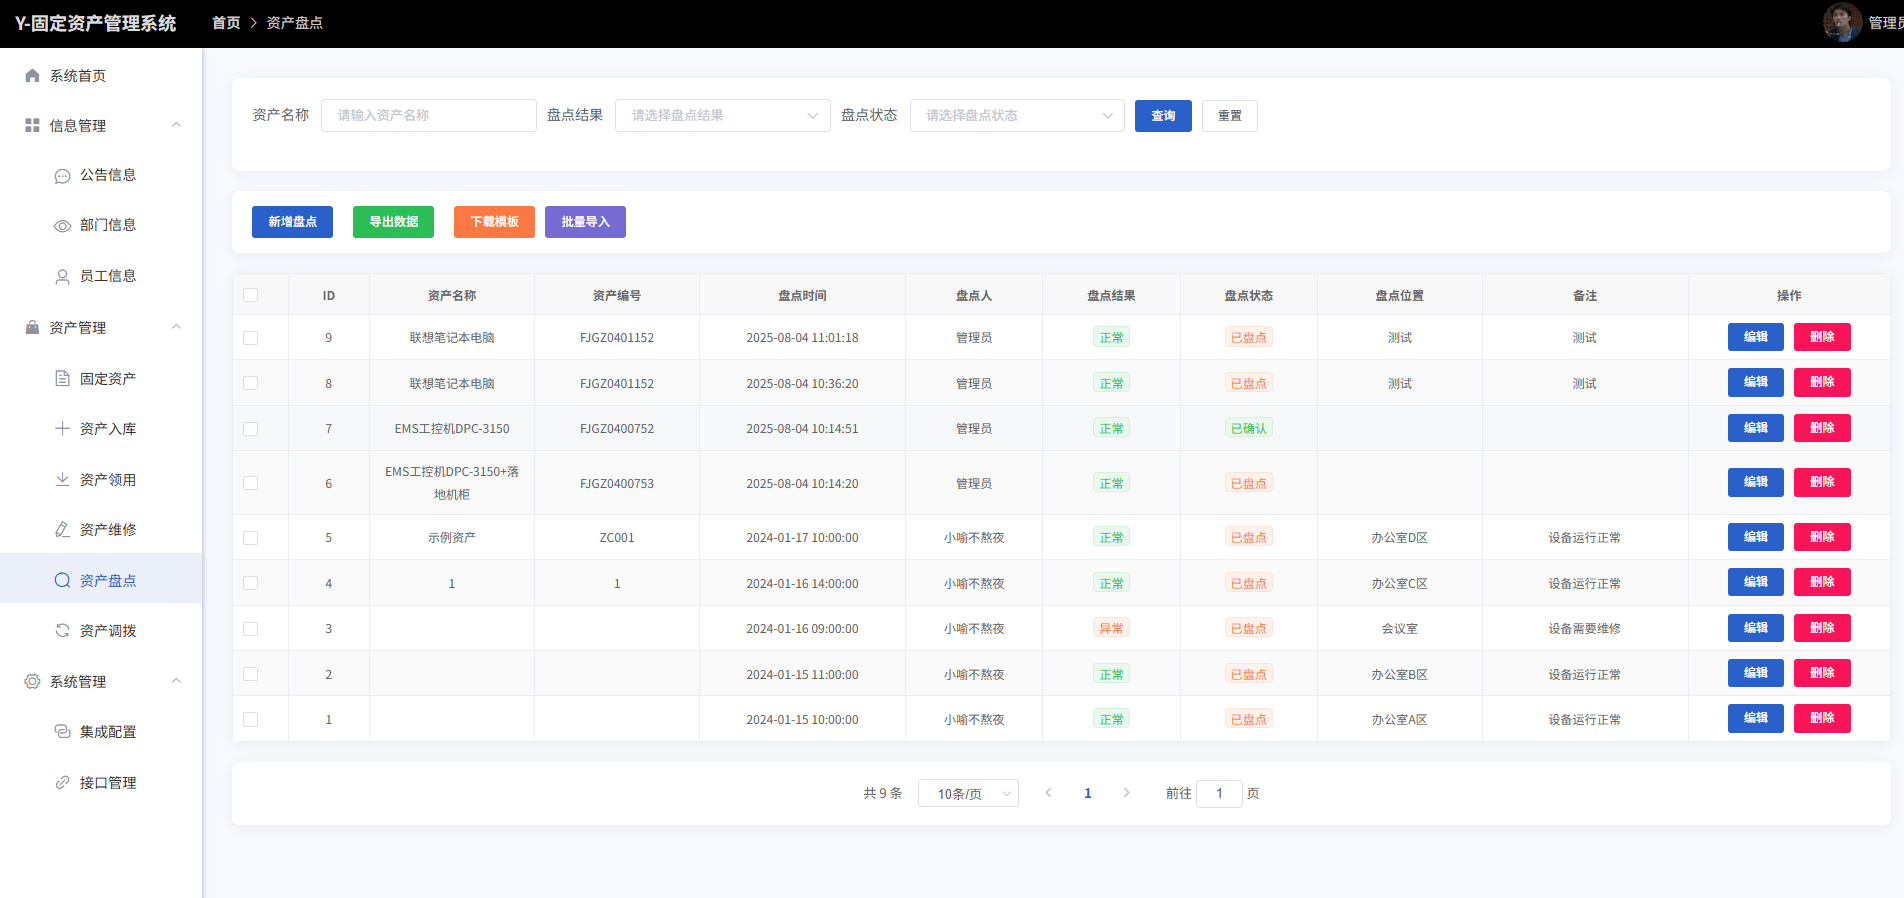 Y-固定资产管理系统 首页 资产盘点 管理员
系统首页
信息管理
公告信息
部门信息
员工信息
资产管理
固定资产
资产入库
资产领用
资产维修
资产盘点
资产调拨
系统管理
集成配置
接口管理
资产名称 请输入资产名称 盘点结果 请选择盘点结果 盘点状态 请选择盘点状态 查询 重置
新增盘点 导出数据 下载模板 批量导入
ID 资产名称 资产编号 盘点时间 盘点人 盘点结果 盘点状态 盘点位置 备注 操作
9 联想笔记本电脑 FJGZ0401152 2025-08-04 11:01:18 管理员 正常 已盘点 测试 测试 编辑 删除
8 联想笔记本电脑 FJGZ0401152 2025-08-04 10:36:20 管理员 正常 已盘点 测试 测试 编辑 删除
7 EMS工控机DPC-3150 FJGZ0400752 2025-08-04 10:14:51 管理员 正常 已确认 编辑 删除
6 EMS工控机DPC-3150+落
地机柜 FJGZ0400753 2025-08-04 10:14:20 管理员 正常 已盘点 编辑 删除
5 示例资产 ZC001 2024-01-17 10:00:00 小喻不熬夜 正常 已盘点 办公室D区 设备运行正常 编辑 删除
4 1 1 2024-01-16 14:00:00 小喻不熬夜 正常 已盘点 办公室C区 设备运行正常 编辑 删除
3 2024-01-16 09:00:00 小喻不熬夜 异常 已盘点 会议室 设备需要维修 编辑 删除
2 2024-01-15 11:00:00 小喻不熬夜 正常 已盘点 办公室B区 设备运行正常 编辑 删除
1 2024-01-15 10:00:00 小喻不熬夜 正常 已盘点 办公室A区 设备运行正常 编辑 删除
共 9 条 10条/页 1 前往 1 页